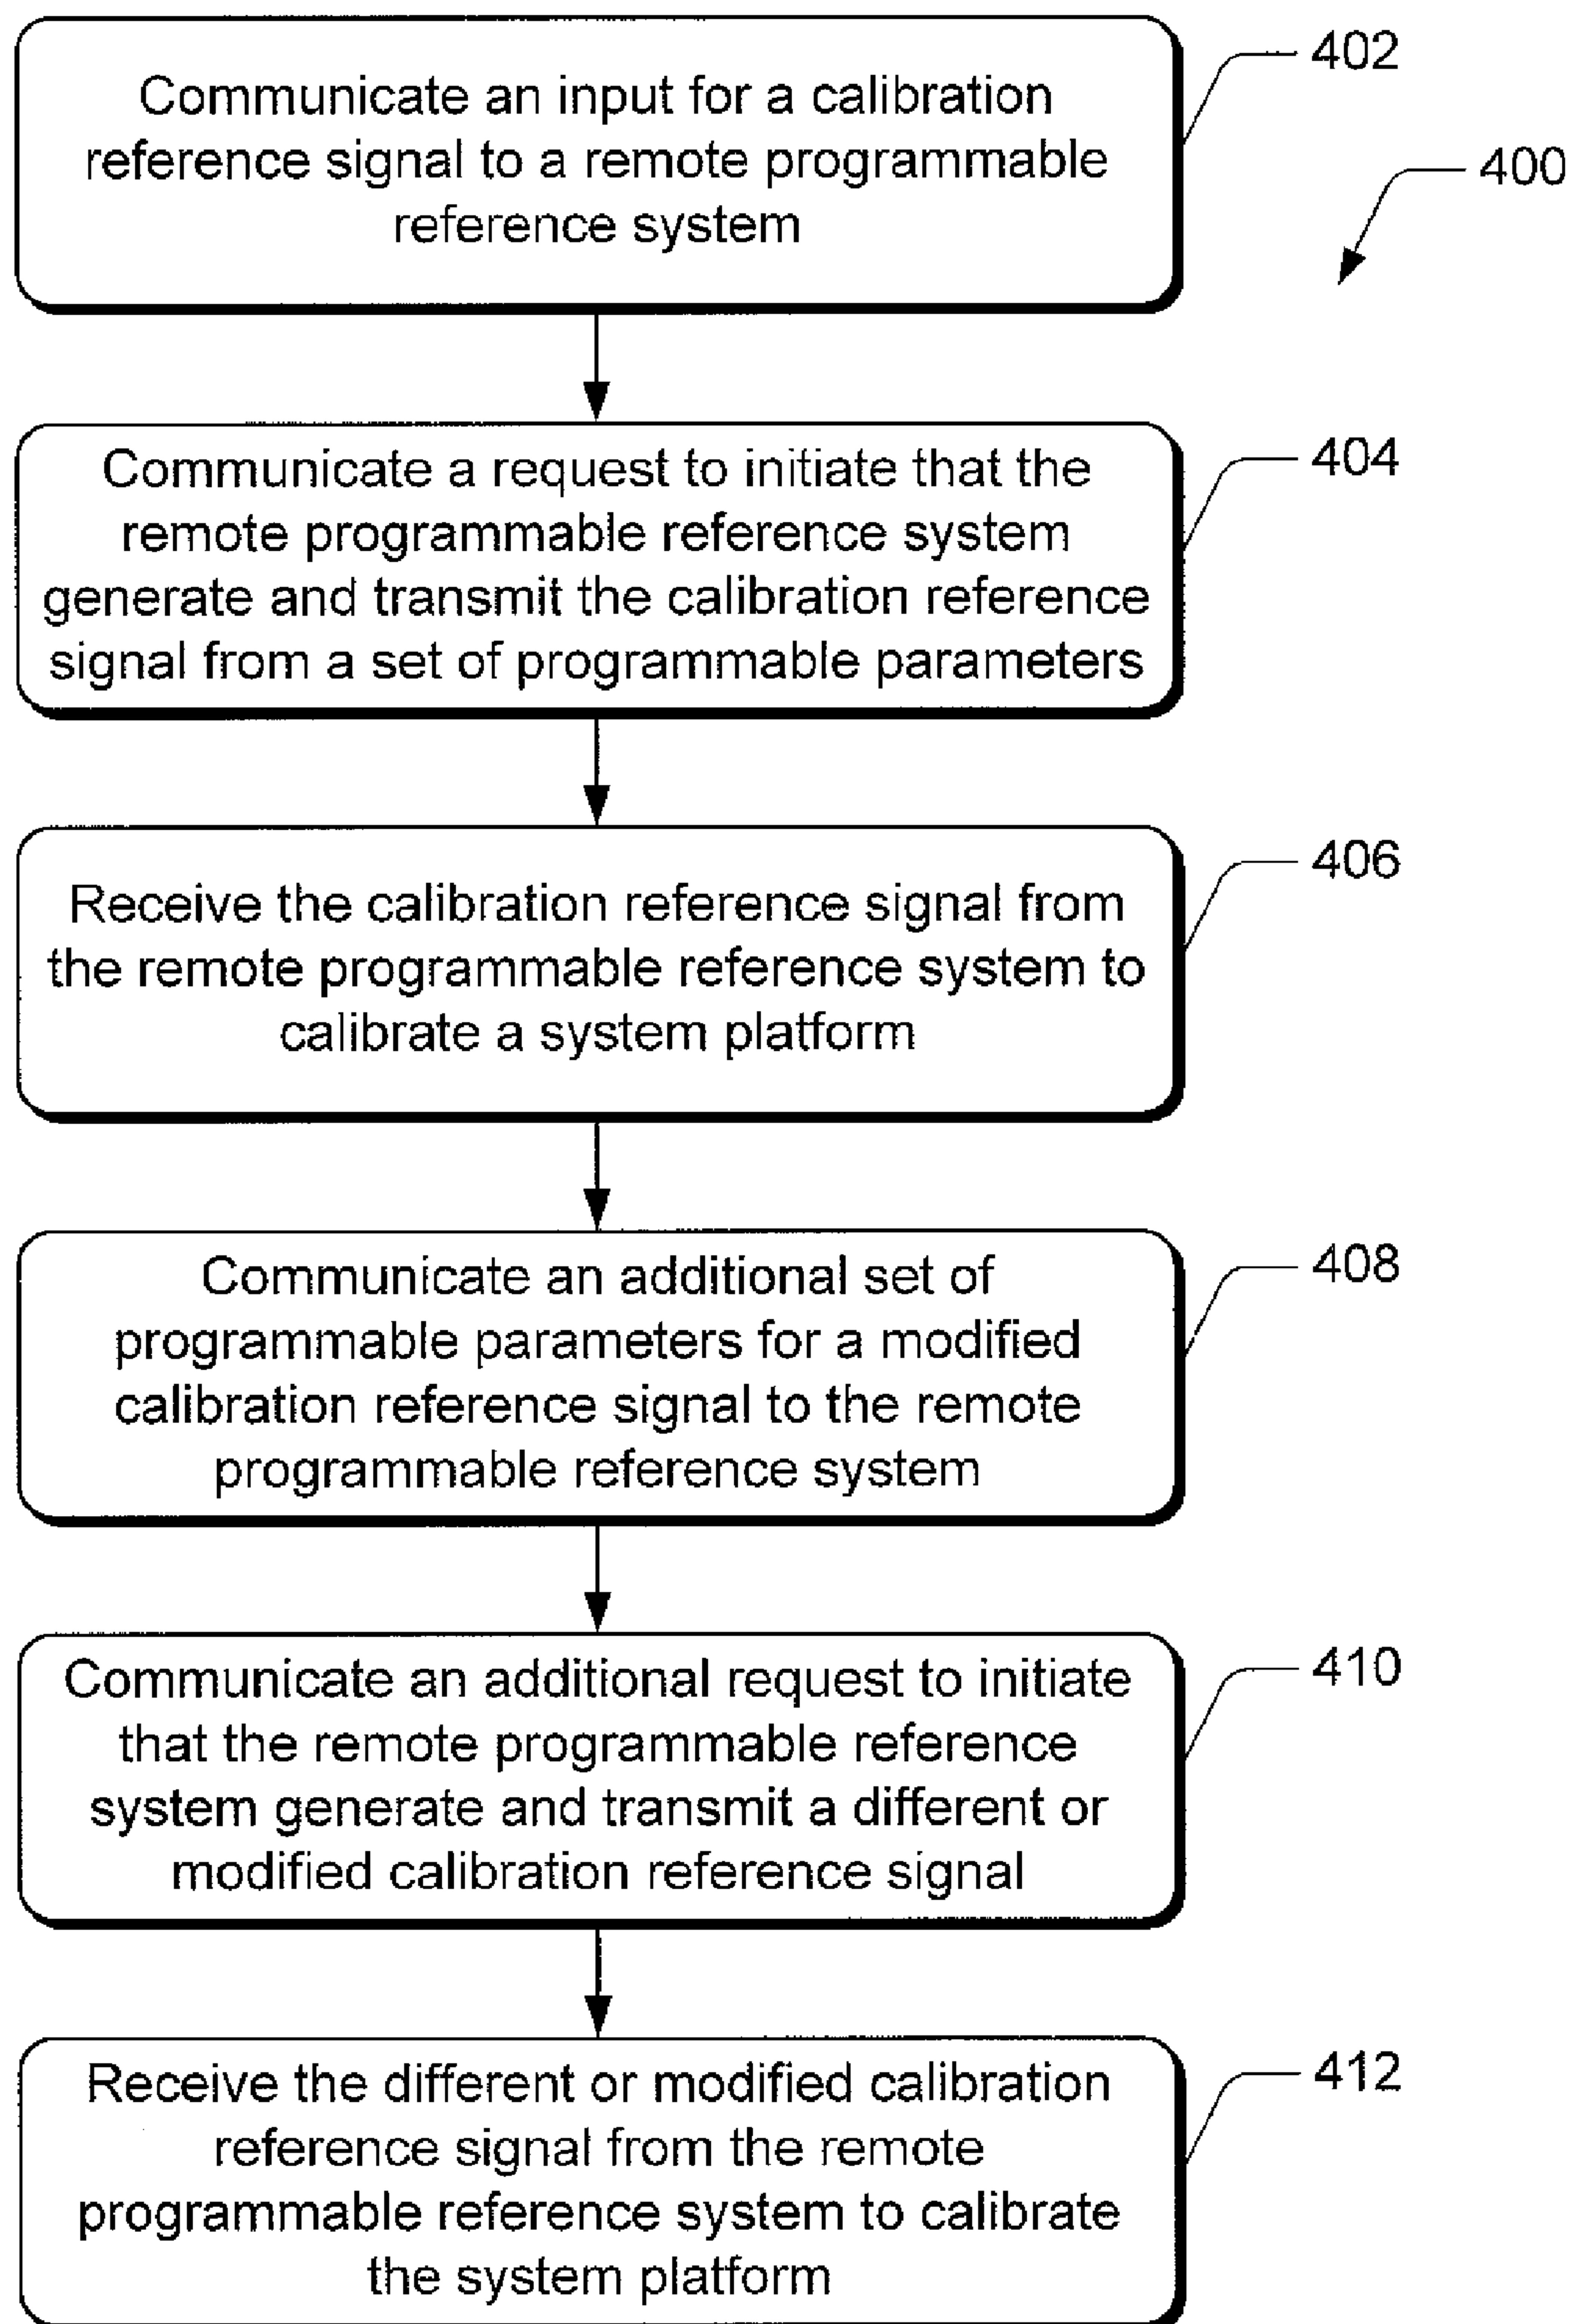 Communicate an input for a calibration
reference signal to a remote programmable
reference system
402
400
Communicate a request to initiate that the
remote programmable reference system
generate and transmit the calibration reference
signal from a set of programmable parameters
404
Receive the calibration reference signal from
the remote programmable reference system to
calibrate a system platform
406
Communicate an additional set of
programmable parameters for a modified
calibration reference signal to the remote
programmable reference system
408
Communicate an additional request to initiate
that the remote programmable reference
system generate and transmit a different or
modified calibration reference signal
410
Receive the different or modified calibration
reference signal from the remote
programmable reference system to calibrate
the system platform
412